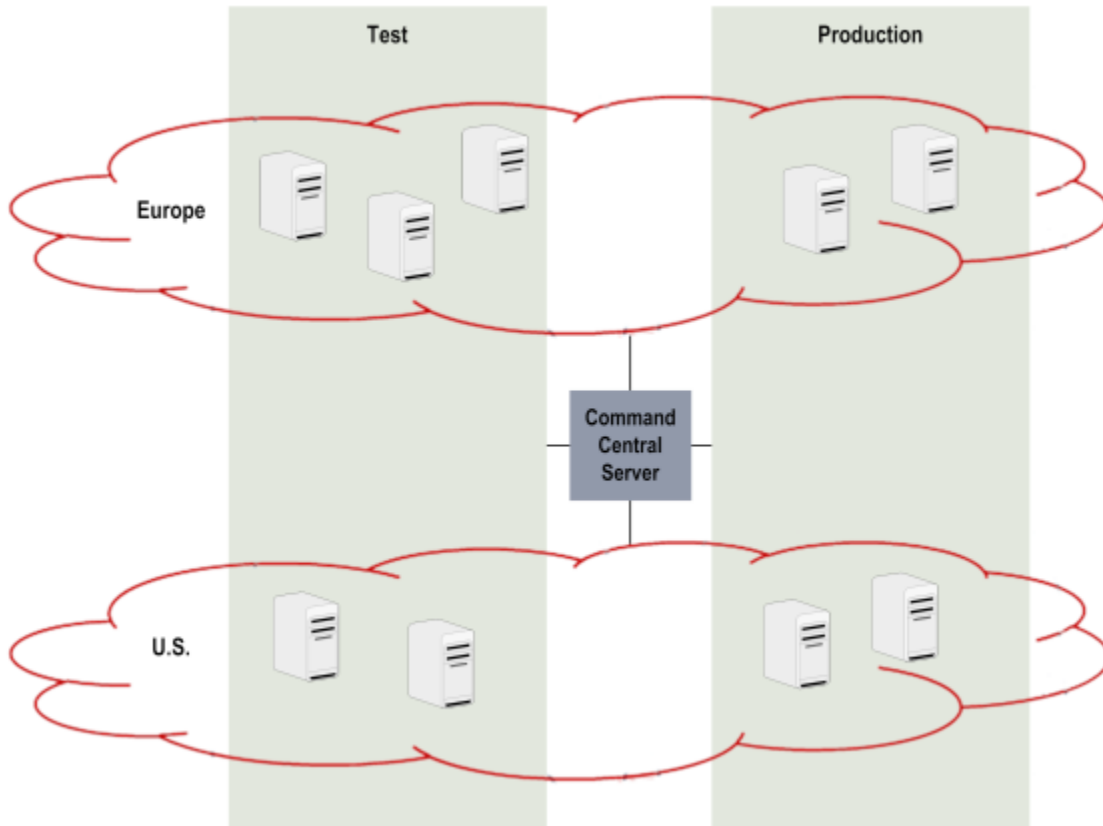 Test
Production
Europe
Command
Central
Server
U.S.